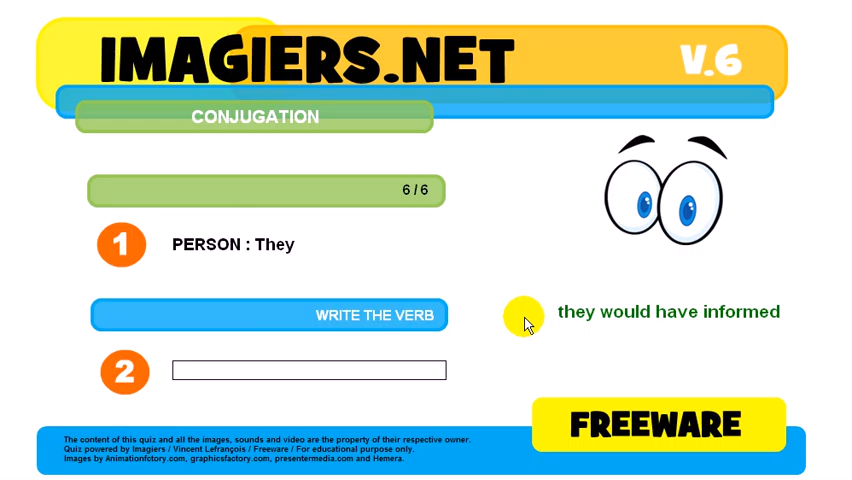 IMAGIERS.NET
V.6
CONJUGATION
6 / 6
1
PERSON : They
WRITE THE VERB
they would have informed
2
FREEWARE
The content of this quiz and all the images, sounds and video are the property of their respective owner.
Quiz powered by Imagiers / Vincent Lefrançois / Freeware / For educational purpose only.
Images by Animationfctory.com, graphicsfactory.com, presentermedia.com and Hemera.